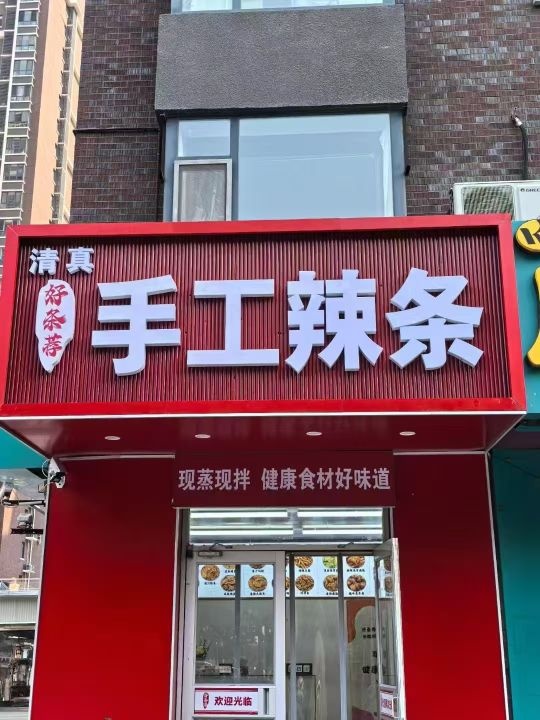 清真
好条荐
手工辣条
现蒸现拌 健康食材好味道
欢迎光临